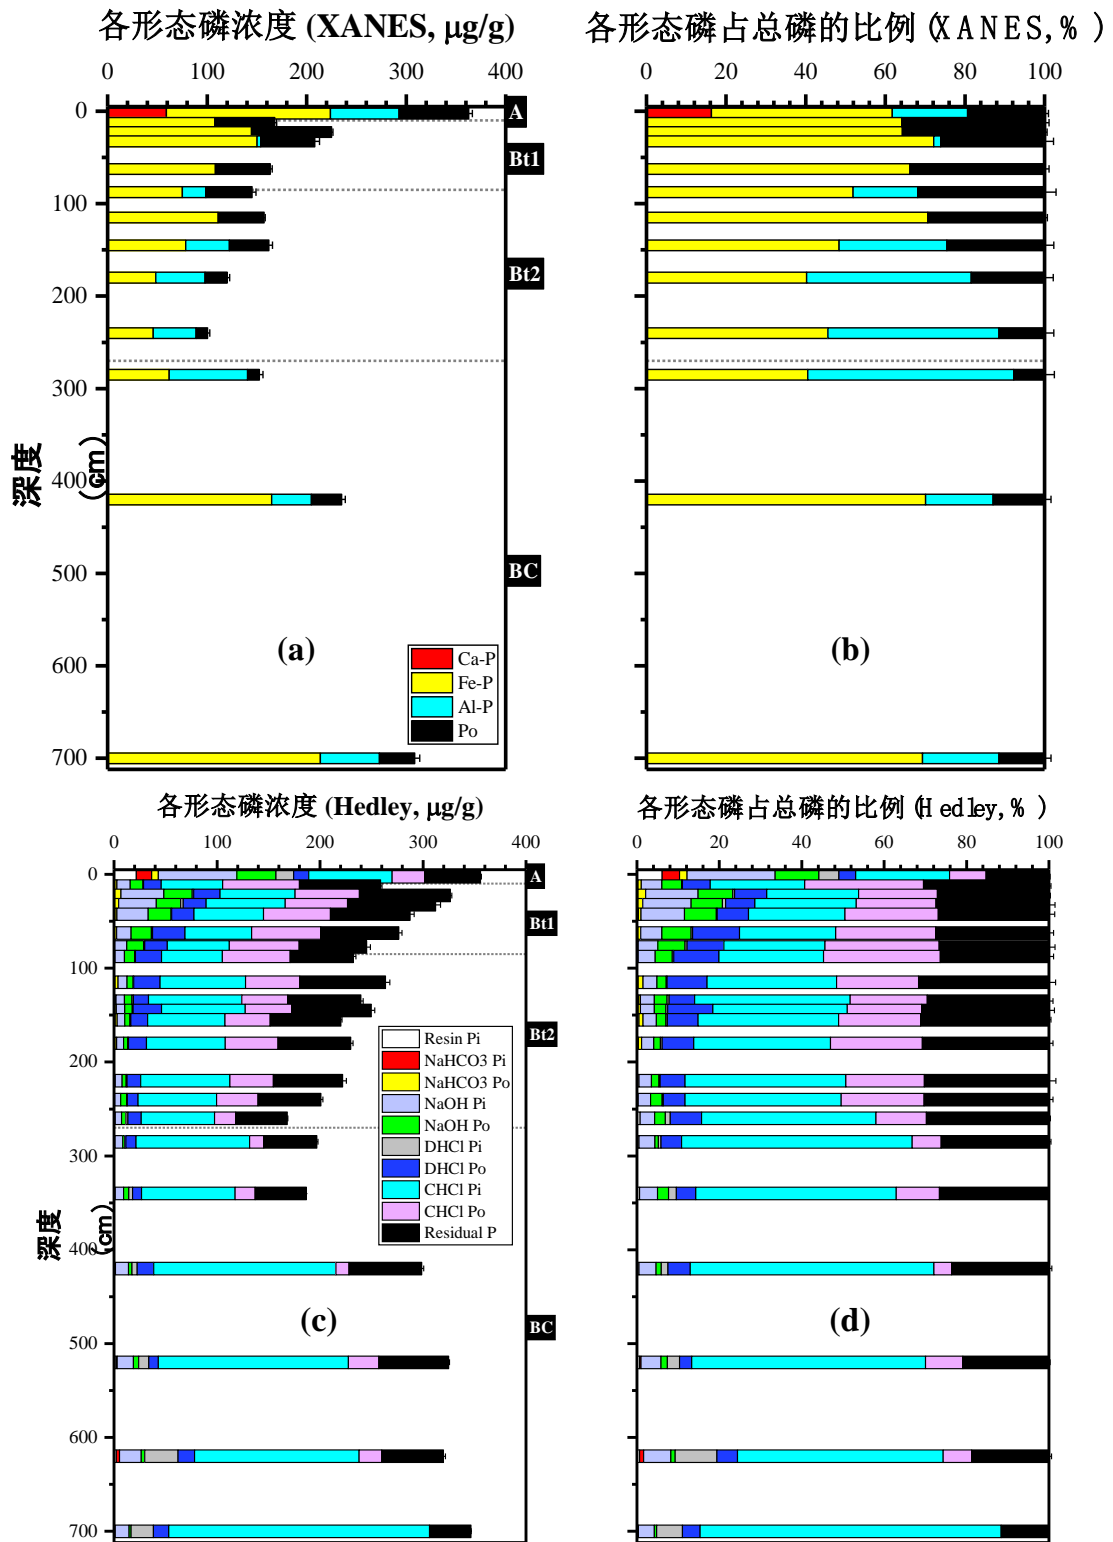 各形态磷浓度 (XANES, μg/g)
各形态磷占总磷的比例 (XANES, % )
0 100 200 300 400
0 20 40 60 80 100
0
100
200
300
400
500
600
700
深度
(cm)
A
Bt1
Bt2
BC
(a)
(b)
Ca-P
Fe-P
Al-P
Po
各形态磷浓度 (Hedley, μg/g)
各形态磷占总磷的比例 (Hedley, % )
0 100 200 300 400
0 20 40 60 80 100
0
100
200
300
400
500
600
700
深度
(cm)
A
Bt1
Bt2
BC
Resin Pi
NaHCO3 Pi
NaHCO3 Po
NaOH Pi
NaOH Po
DHCl Pi
DHCl Po
CHCl Pi
CHCl Po
Residual P
(c)
(d)